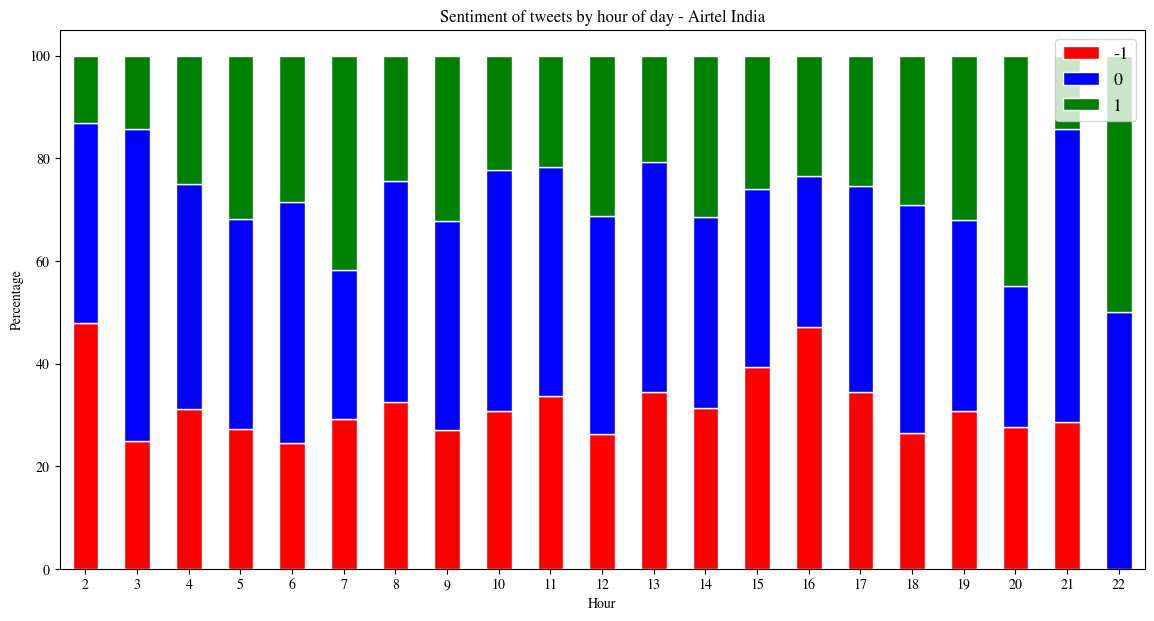 Sentiment of tweets by hour of day - Airtel India
-1
0
1
Percentage
100
80
60
40
20
0
2 3 4 5 6 7 8 9 10 11 12 13 14 15 16 17 18 19 20 21 22
Hour